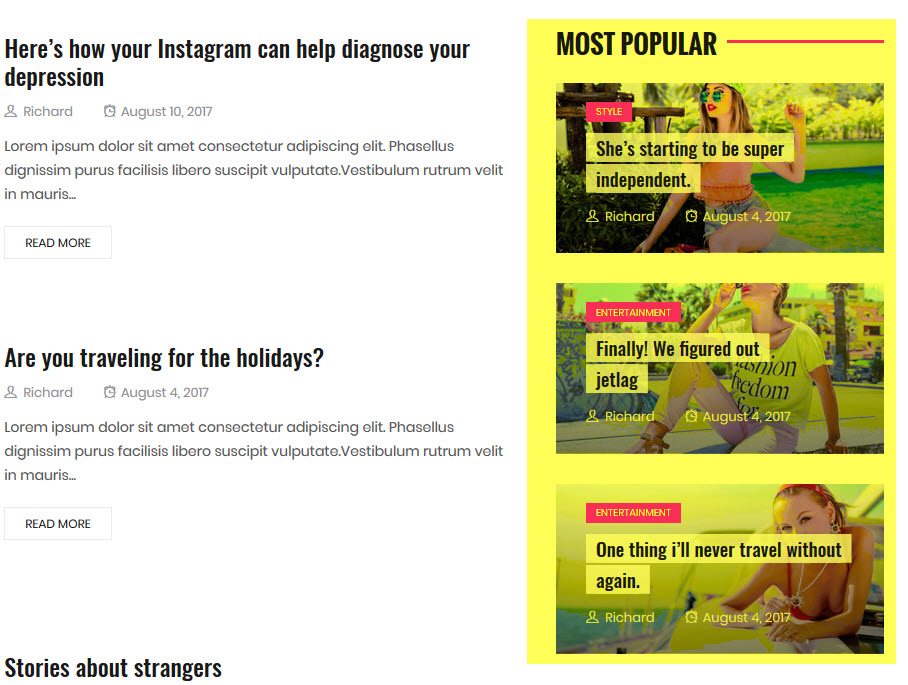 Here’s how your Instagram can help diagnose your
depression
Richard August 10, 2017
Lorem ipsum dolor sit amet consectetur adipiscing elit. Phasellus
dignissim purus facilisis libero suscipit vulputate.Vestibulum rutrum velit
in mauris...
READ MORE
Are you traveling for the holidays?
Richard August 4, 2017
Lorem ipsum dolor sit amet consectetur adipiscing elit. Phasellus
dignissim purus facilisis libero suscipit vulputate.Vestibulum rutrum velit
in mauris...
READ MORE
Stories about strangers
MOST POPULAR
STYLE
She’s starting to be super
independent.
Richard August 4, 2017
ENTERTAINMENT
Finally! We figured out
jetlag
fashion
freedom
for
Richard August 4, 2017
ENTERTAINMENT
One thing i’ll never travel without
again.
Richard August 4, 2017